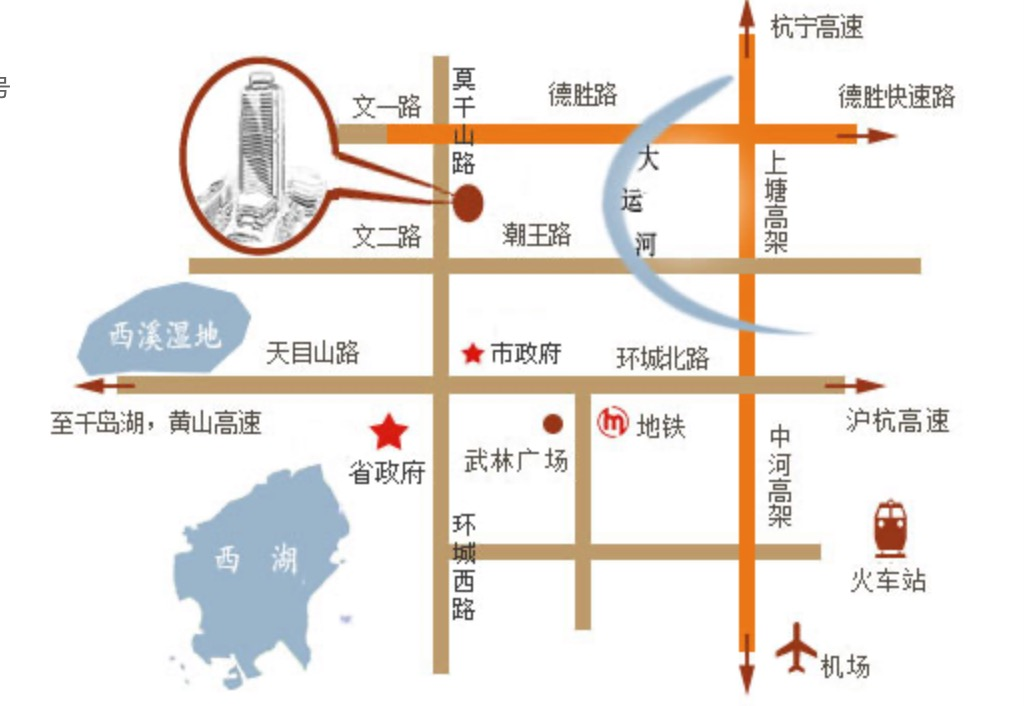 杭宁高速
号
莫千山路
德胜路
德胜快速路
文一路
大运河
上塘高架
文二路
潮王路
西溪湿地
天目山路
市政府
环城北路
至千岛湖，黄山高速
省政府
武林广场
地铁
沪杭高速
中河高架
西湖
环城西路
火车站
机场